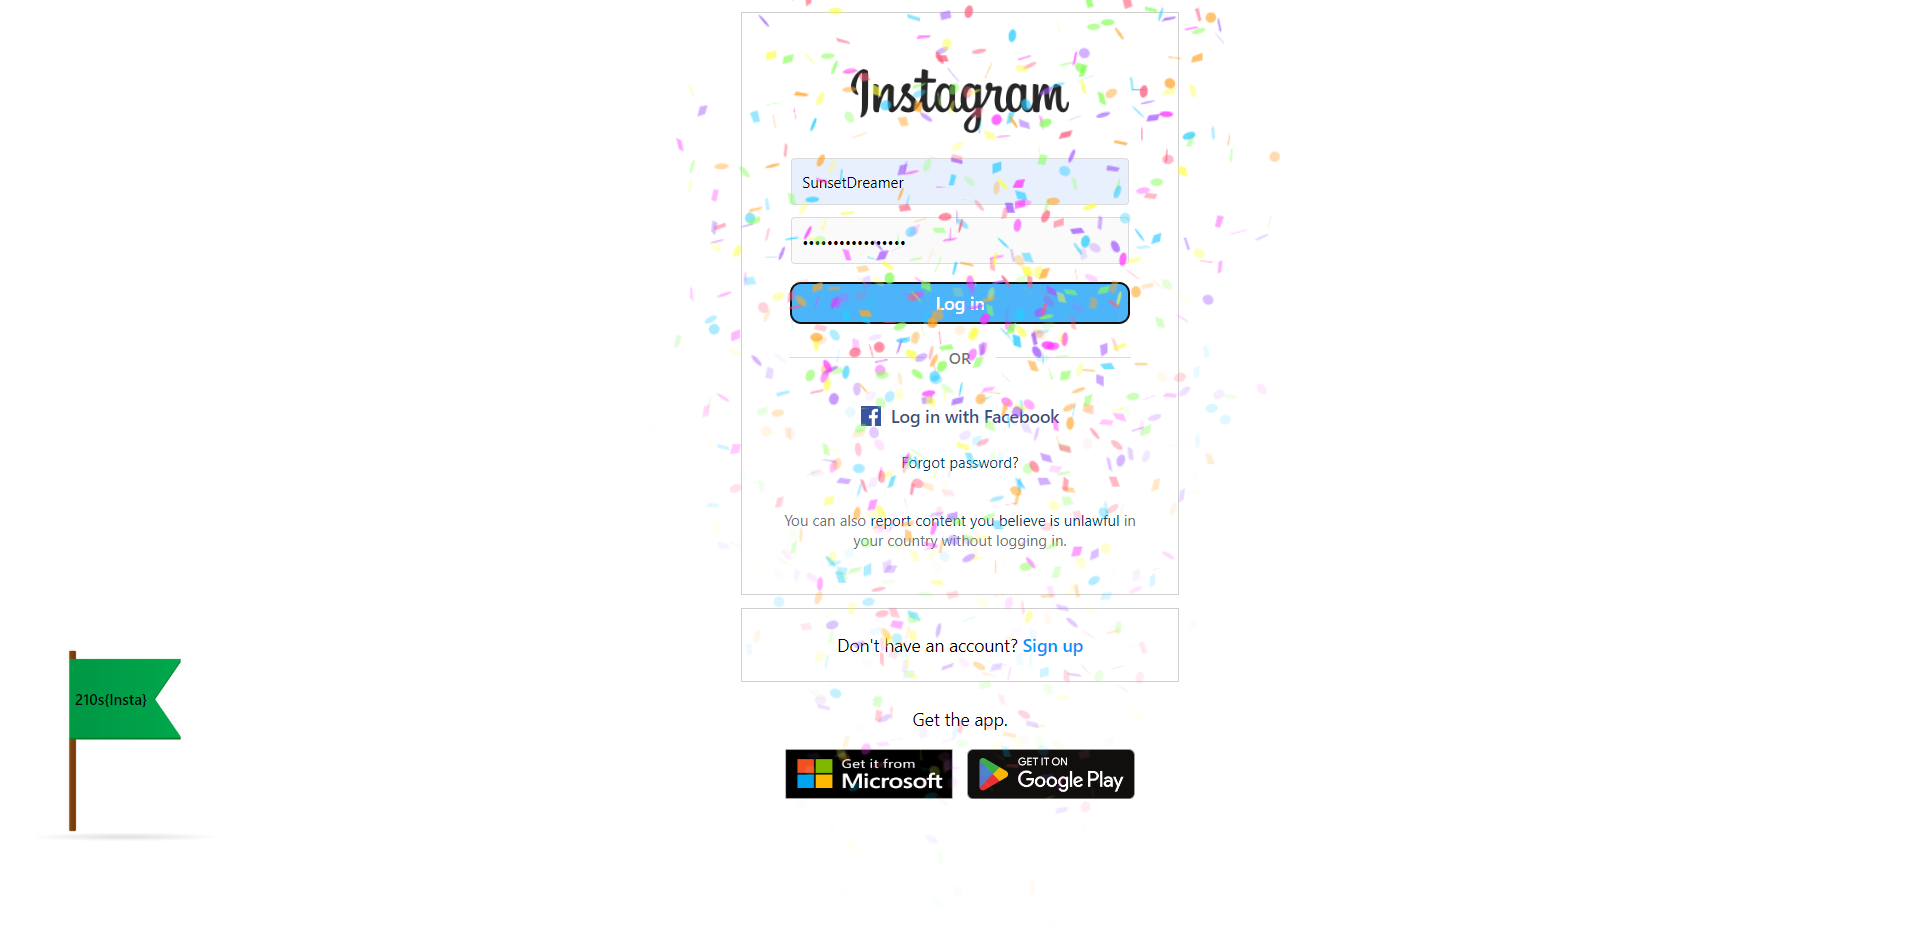 Instagram
SunsetDreamer
•••••••••••••••••
Log in
OR
Log in with Facebook
Forgot password?
You can also report content you believe is unlawful in
your country without logging in.
Don't have an account? Sign up
210s{Insta}
Get the app.
Get it from
Microsoft
GET IT ON
Google Play